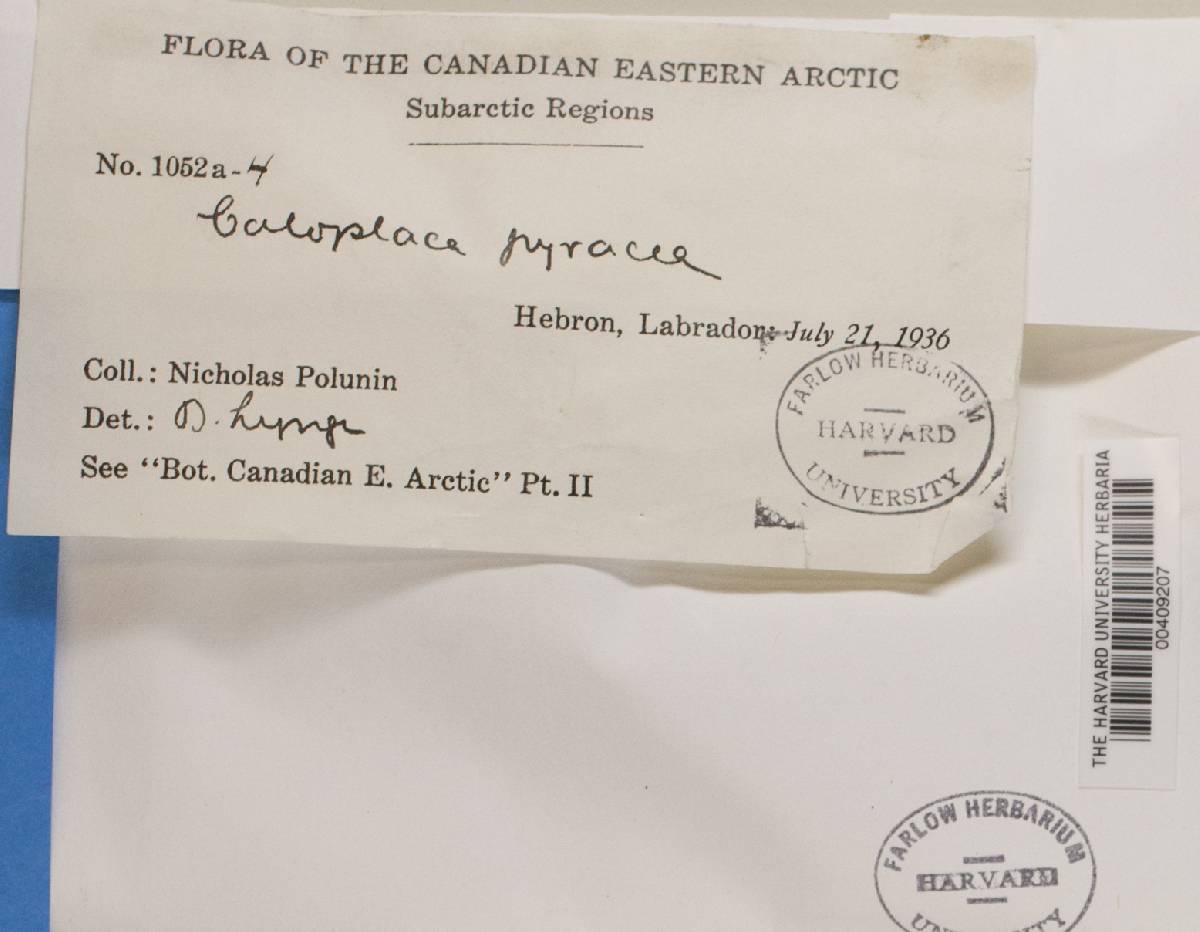 FLORA OF THE CANADIAN EASTERN ARCTIC
Subarctic Regions
No. 1052a-4
Caloplaca pyracea
Hebron, Labrador: July 21, 1936
Coll.: Nicholas Polunin
Det.: B. Lynge
See "Bot. Canadian E. Arctic" Pt. II
FARLOW HERBARIUM
HARVARD
UNIVERSITY
THE HARVARD UNIVERSITY HERBARIA
00409207
FARLOW HERBARIUM
HARVARD
UNIVERSITY